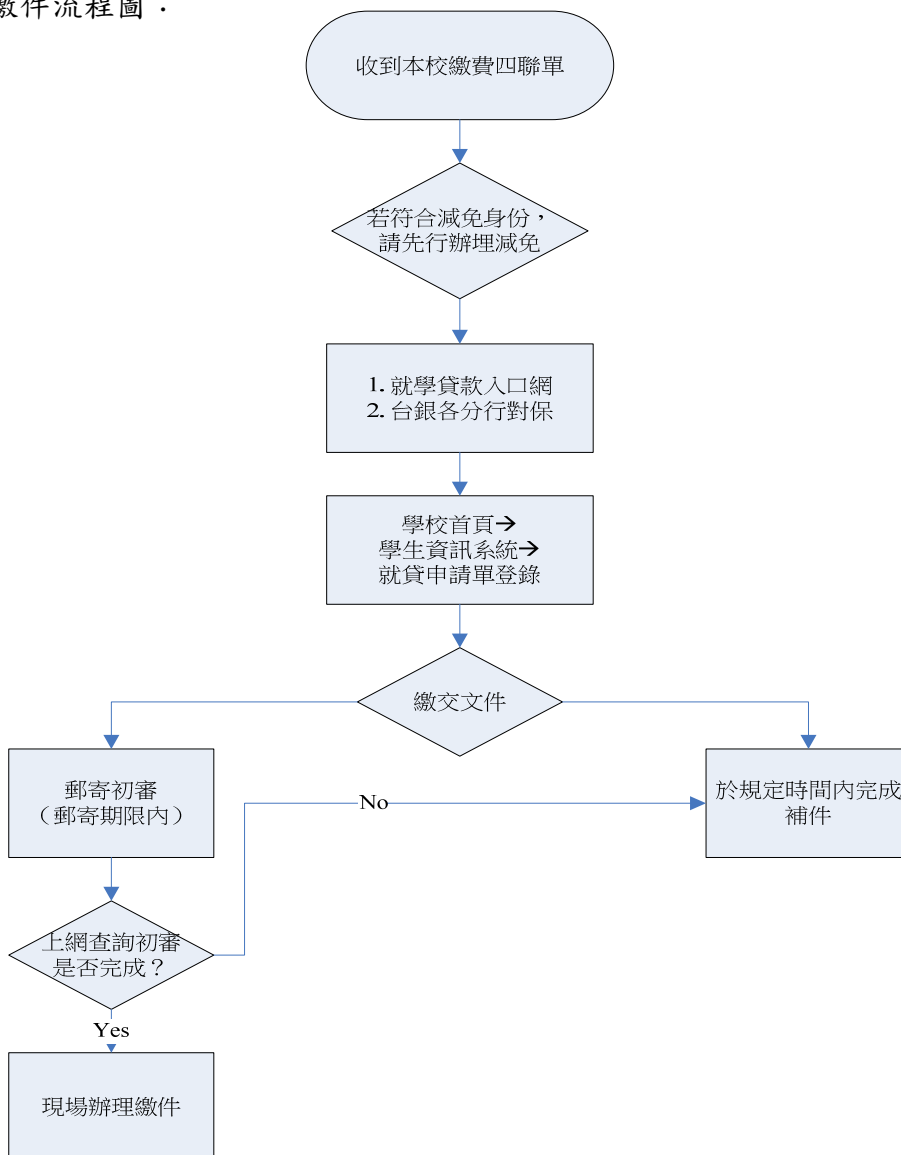 繳件流程圖：
收到本校繳費四聯單
若符合減免身份，
請先行辦埋減免
1. 就學貸款入口網
2. 台銀各分行對保
學校首頁→
學生資訊系統→
就貸申請單登錄
繳交文件
郵寄初審
（郵寄期限內）
於規定時間內完成
補件
No
上網查詢初審
是否完成？
Yes
現場辦理繳件